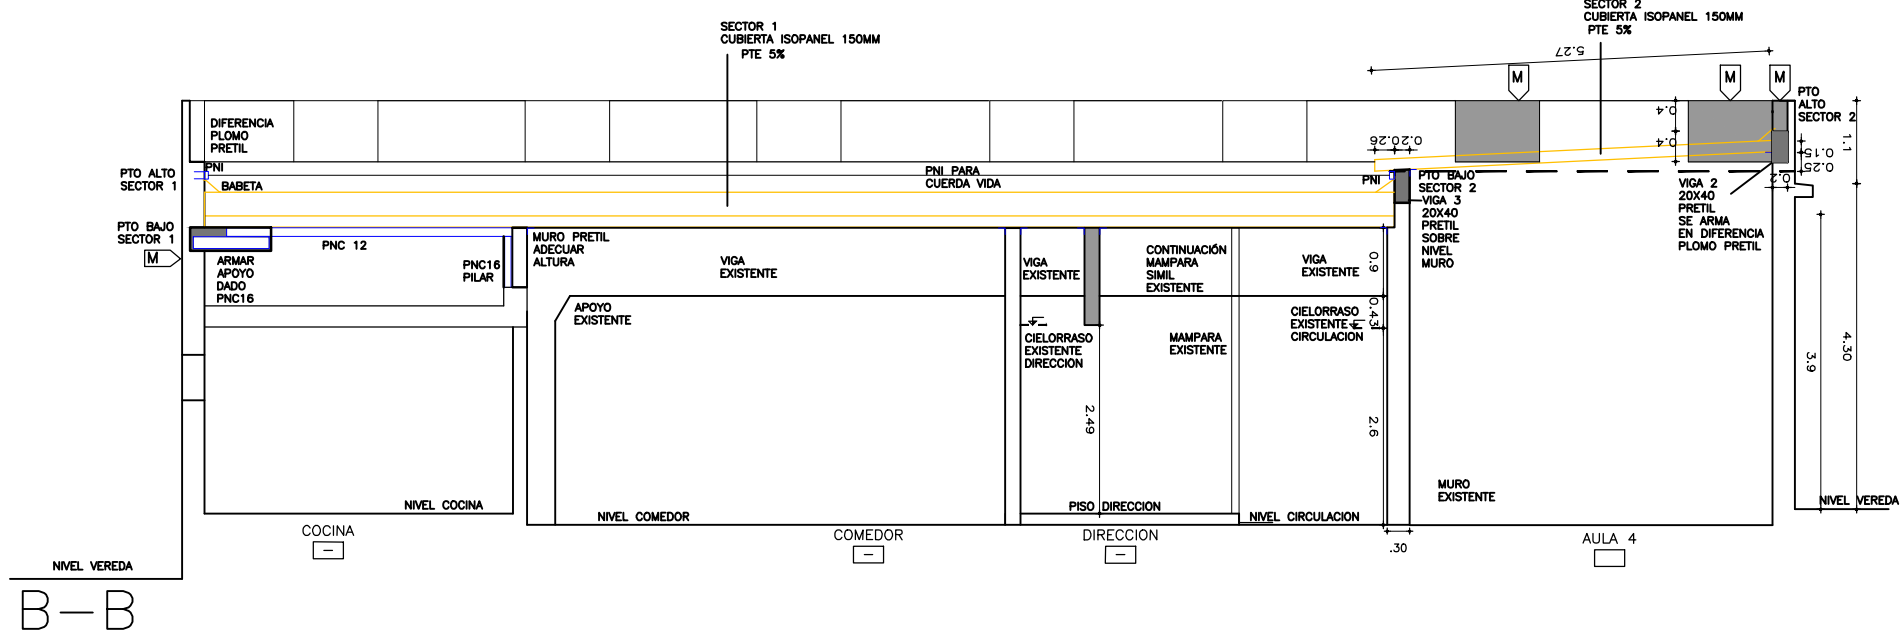 SECTOR 1
CUBIERTA ISOPANEL 150MM
PTE 5%
SECTOR 2
CUBIERTA ISOPANEL 150MM
PTE 5%
5.27
M
M
M
PTO
ALTO
SECTOR 2
DIFERENCIA
PLOMO
PRETIL
0.4
0.4
1.1
0.15
0.25
0.2
0.26
0.20
PNI
PTO ALTO
SECTOR 1
BABETA
PNI PARA
CUERDA VIDA
PNI
PTO BAJO
SECTOR 2
VIGA 3
20X40
PRETIL
SOBRE
NIVEL
MURO
VIGA 2
20X40
PRETIL
SE ARMA
EN DIFERENCIA
PLOMO PRETIL
PTO BAJO
SECTOR 1
M
PNC 12
ARMAR
APOYO
DADO
PNC16
PNC16
PILAR
MURO PRETIL
ADECUAR
ALTURA
VIGA
EXISTENTE
VIGA
EXISTENTE
CONTINUACIÓN
MAMPARA
SIMIL
EXISTENTE
VIGA
EXISTENTE
0.9
APOYO
EXISTENTE
0.43
CIELORRASO
EXISTENTE
CIRCULACION
CIELORRASO
EXISTENTE
DIRECCION
MAMPARA
EXISTENTE
4.30
3.9
2.49
2.6
MURO
EXISTENTE
NIVEL COCINA
NIVEL COMEDOR
PISO DIRECCION
NIVEL CIRCULACION
NIVEL VEREDA
COCINA
–
COMEDOR
–
DIRECCION
–
.30
AULA 4
NIVEL VEREDA
B–B